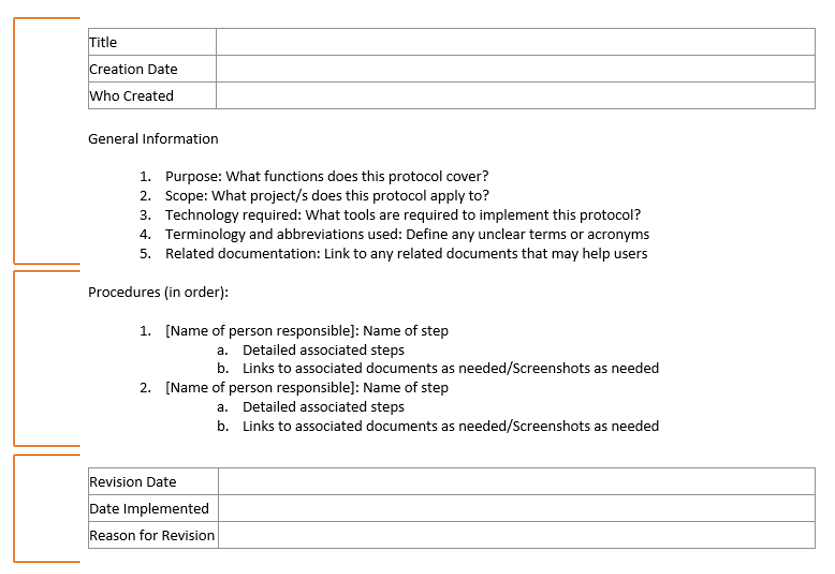 Title
Creation Date
Who Created
General Information
1. Purpose: What functions does this protocol cover?
2. Scope: What project/s does this protocol apply to?
3. Technology required: What tools are required to implement this protocol?
4. Terminology and abbreviations used: Define any unclear terms or acronyms
5. Related documentation: Link to any related documents that may help users
Procedures (in order):
1. [Name of person responsible]: Name of step
a. Detailed associated steps
b. Links to associated documents as needed/Screenshots as needed
2. [Name of person responsible]: Name of step
a. Detailed associated steps
b. Links to associated documents as needed/Screenshots as needed
Revision Date
Date Implemented
Reason for Revision